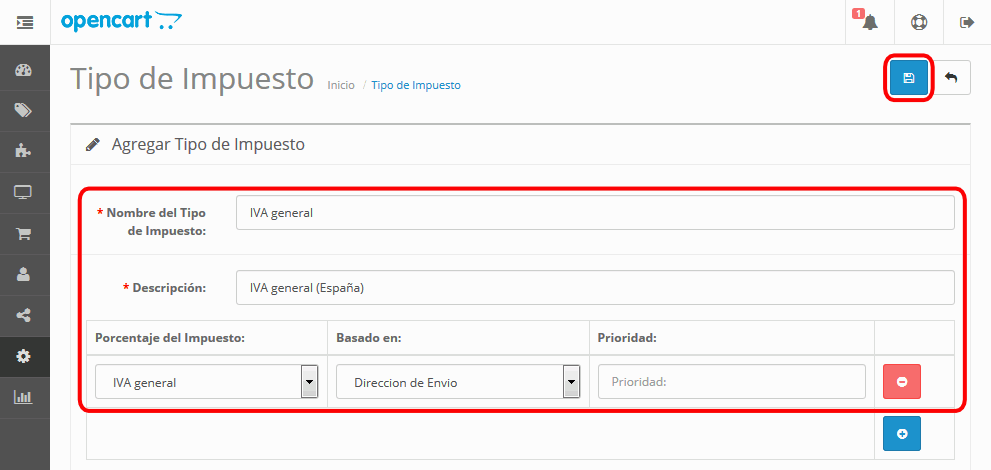 opencart
1
Tipo de Impuesto
Inicio / Tipo de Impuesto
Agregar Tipo de Impuesto
* Nombre del Tipo
de Impuesto:
IVA general
* Descripción:
IVA general (España)
Porcentaje del Impuesto: Basado en: Prioridad:
IVA general Direccion de Envio Prioridad: